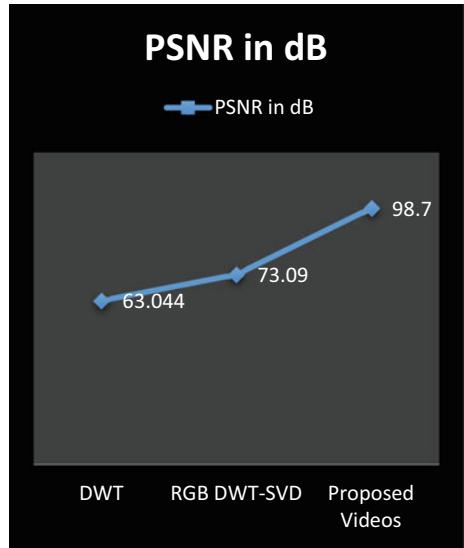 PSNR in dB
PSNR in dB
98.7
73.09
63.044
DWT RGB DWT-SVD Proposed
Videos